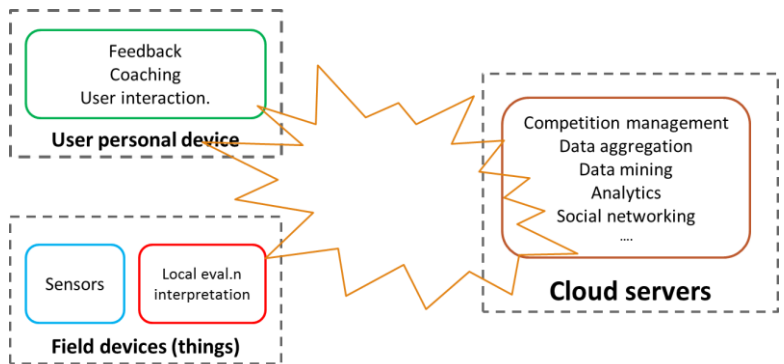 Feedback
Coaching
User interaction.
User personal device
Sensors
Local eval.n
interpretation
Field devices (things)
Competition management
Data aggregation
Data mining
Analytics
Social networking
....
Cloud servers